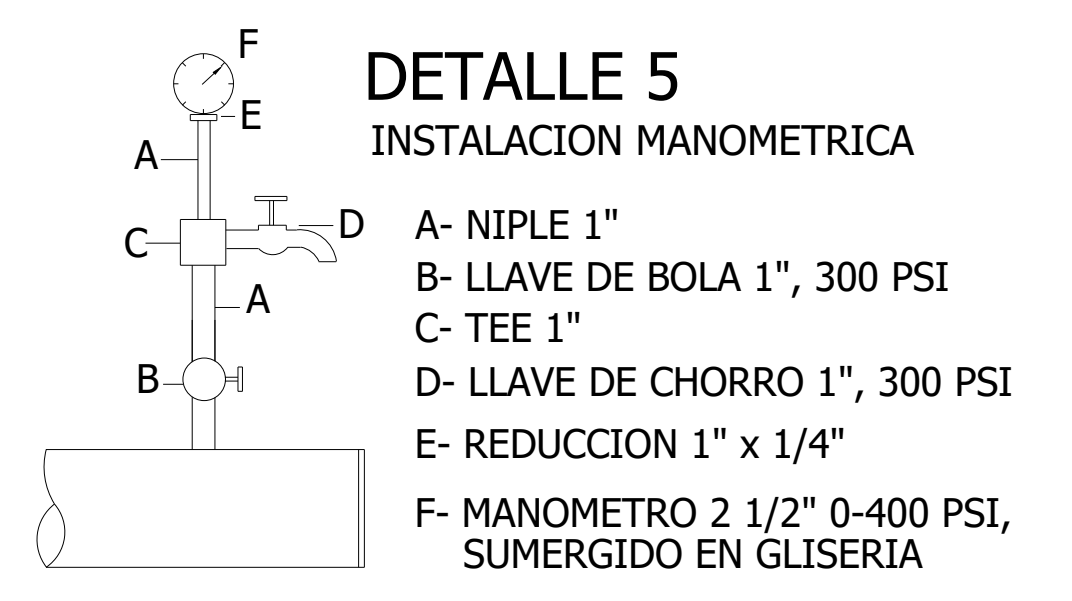 DETALLE 5
INSTALACION MANOMETRICA
F
E
A
D
C
A
B
A- NIPLE 1"
B- LLAVE DE BOLA 1", 300 PSI
C- TEE 1"
D- LLAVE DE CHORRO 1", 300 PSI
E- REDUCCION 1" x 1/4"
F- MANOMETRO 2 1/2" 0-400 PSI,
SUMERGIDO EN GLISERIA